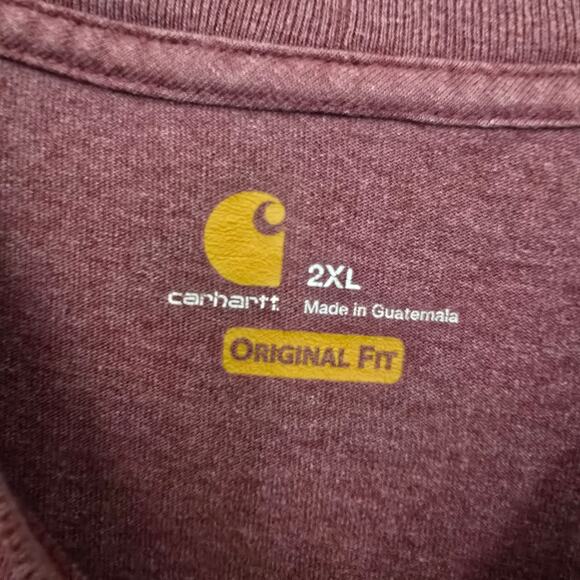 2XL
carhartt
Made in Guatemala
ORIGINAL FIT